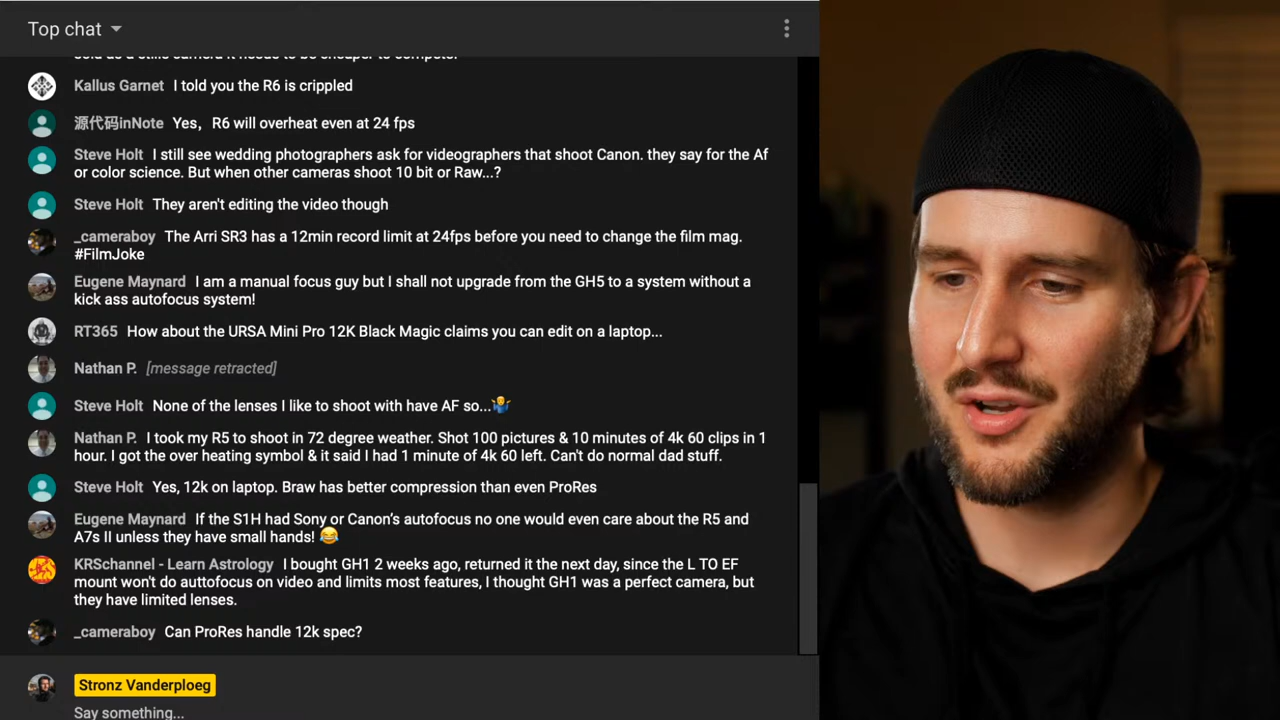 Top chat
sold as a stills camera it needs to be cheaper to compete.
Kallus Garnet I told you the R6 is crippled
源代码inNote Yes，R6 will overheat even at 24 fps
Steve Holt I still see wedding photographers ask for videographers that shoot Canon. they say for the Af
or color science. But when other cameras shoot 10 bit or Raw...?
Steve Holt They aren't editing the video though
_cameraboy The Arri SR3 has a 12min record limit at 24fps before you need to change the film mag.
#FilmJoke
Eugene Maynard I am a manual focus guy but I shall not upgrade from the GH5 to a system without a
kick ass autofocus system!
RT365 How about the URSA Mini Pro 12K Black Magic claims you can edit on a laptop...
Nathan P. [message retracted]
Steve Holt None of the lenses I like to shoot with have AF so...🤷‍♂️
Nathan P. I took my R5 to shoot in 72 degree weather. Shot 100 pictures & 10 minutes of 4k 60 clips in 1
hour. I got the over heating symbol & it said I had 1 minute of 4k 60 left. Can't do normal dad stuff.
Steve Holt Yes, 12k on laptop. Braw has better compression than even ProRes
Eugene Maynard If the S1H had Sony or Canon's autofocus no one would even care about the R5 and
A7s II unless they have small hands! 😂
KRSchannel - Learn Astrology I bought GH1 2 weeks ago, returned it the next day, since the L TO EF
mount won't do auttofocus on video and limits most features, I thought GH1 was a perfect camera, but
they have limited lenses.
_cameraboy Can ProRes handle 12k spec?
Stronz Vanderploeg
Say something...